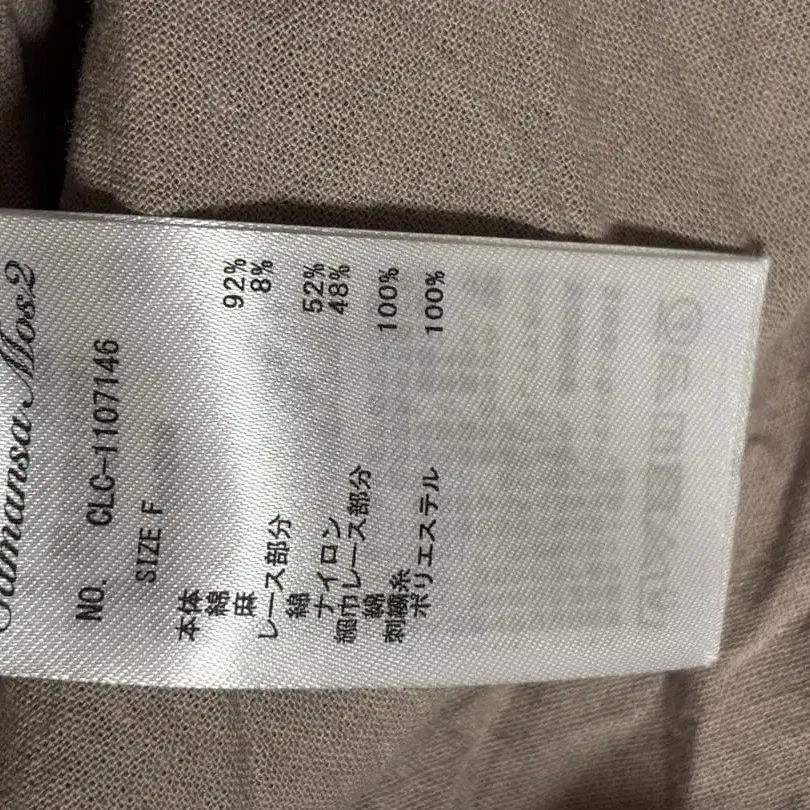 Samansa Mos2
NO. CLC-1107146
SIZE F
本体
綿 92%
麻 8%
レース部分
綿 52%
ナイロン 48%
細巾レース部分
綿 100%
刺繍糸
ポリエステル 100%